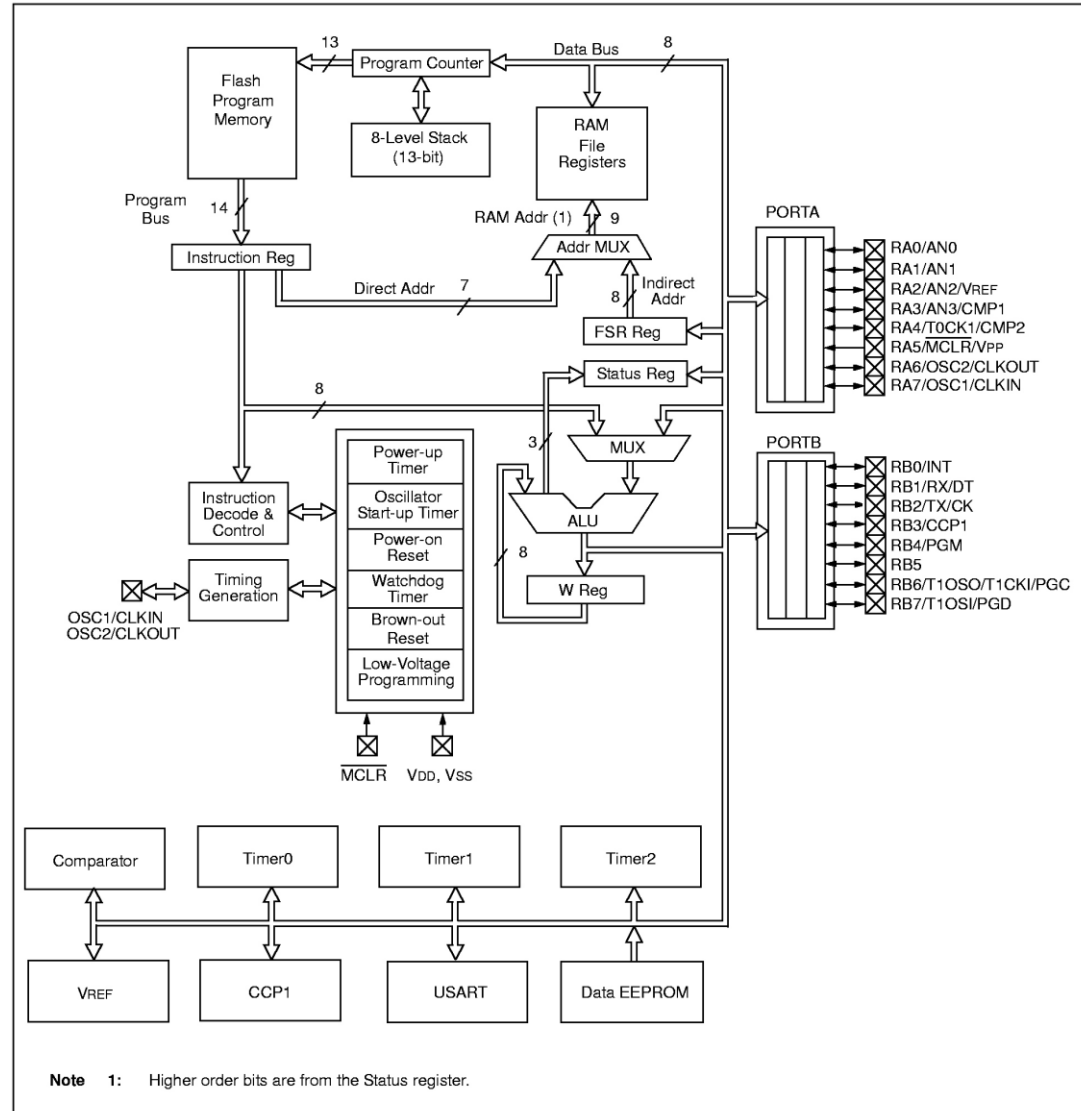 13
Data Bus
8
Program Counter
Flash
Program
Memory
8-Level Stack
(13-bit)
RAM
File
Registers
Program
Bus
14
RAM Addr (1)
9
PORTA
Addr MUX
Instruction Reg
Direct Addr
7
Indirect
Addr
8
FSR Reg
RA0/AN0
RA1/AN1
RA2/AN2/VREF
RA3/AN3/CMP1
RA4/T0CK1/CMP2
RA5/MCLR/VPP
RA6/OSC2/CLKOUT
RA7/OSC1/CLKIN
Status Reg
8
3
MUX
PORTB
Power-up
Timer
Oscillator
Start-up Timer
Power-on
Reset
Watchdog
Timer
Brown-out
Reset
Low-Voltage
Programming
Instruction
Decode &
Control
Timing
Generation
OSC1/CLKIN
OSC2/CLKOUT
ALU
8
W Reg
RB0/INT
RB1/RX/DT
RB2/TX/CK
RB3/CCP1
RB4/PGM
RB5
RB6/T1OSO/T1CKI/PGC
RB7/T1OSI/PGD
MCLR
VDD, VSS
Comparator
Timer0
Timer1
Timer2
VREF
CCP1
USART
Data EEPROM
Note 1: Higher order bits are from the Status register.